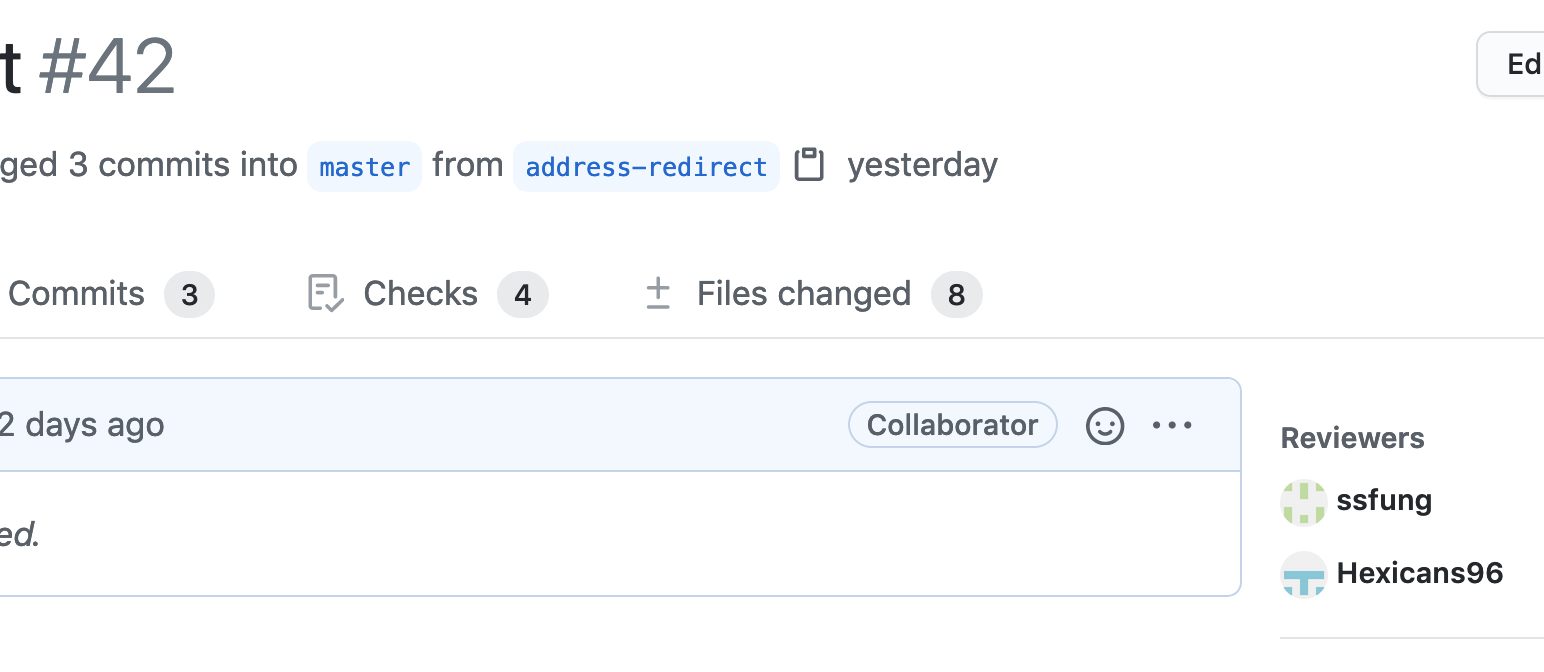 t #42
Ed
ged 3 commits into master from address-redirect yesterday
Commits 3 Checks 4 Files changed 8
2 days ago Collaborator
Reviewers
ssfung
ed.
Hexicans96